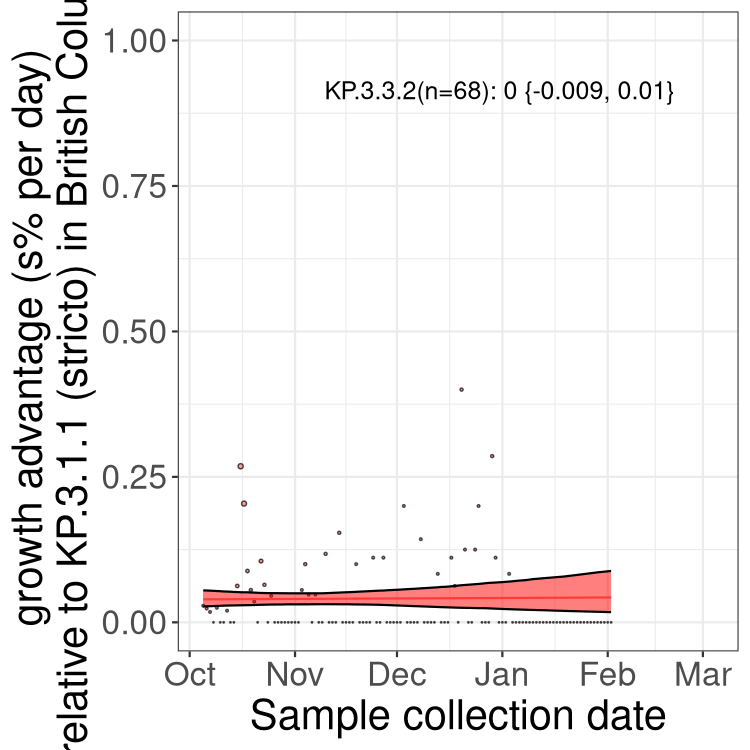 growth advantage (s% per day)
relative to KP.3.1.1 (stricto) in British Colu
1.00
0.75
0.50
0.25
0.00
KP.3.3.2(n=68): 0 {-0.009, 0.01}
Oct Nov Dec Jan Feb Mar
Sample collection date